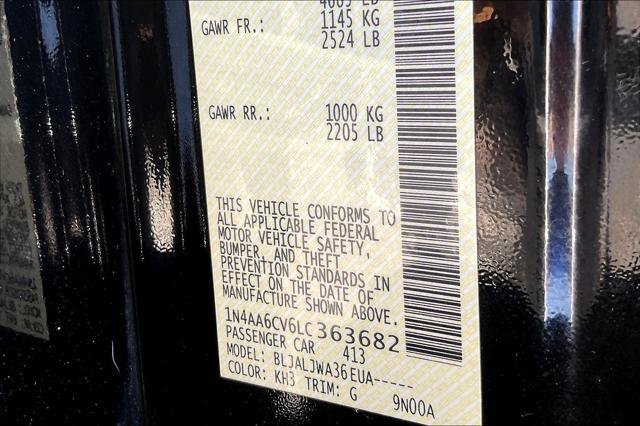 4685 LB
GAWR FR.: 1145 KG
2524 LB
GAWR RR.: 1000 KG
2205 LB
THIS VEHICLE CONFORMS TO
ALL APPLICABLE FEDERAL
MOTOR VEHICLE SAFETY,
BUMPER, AND THEFT
PREVENTION STANDARDS IN
EFFECT ON THE DATE OF
MANUFACTURE SHOWN ABOVE.
1N4AA6CV6LC363682
PASSENGER CAR 413
MODEL: BLJALJWA36EUA-----
COLOR: KH3 TRIM: G 9N00A